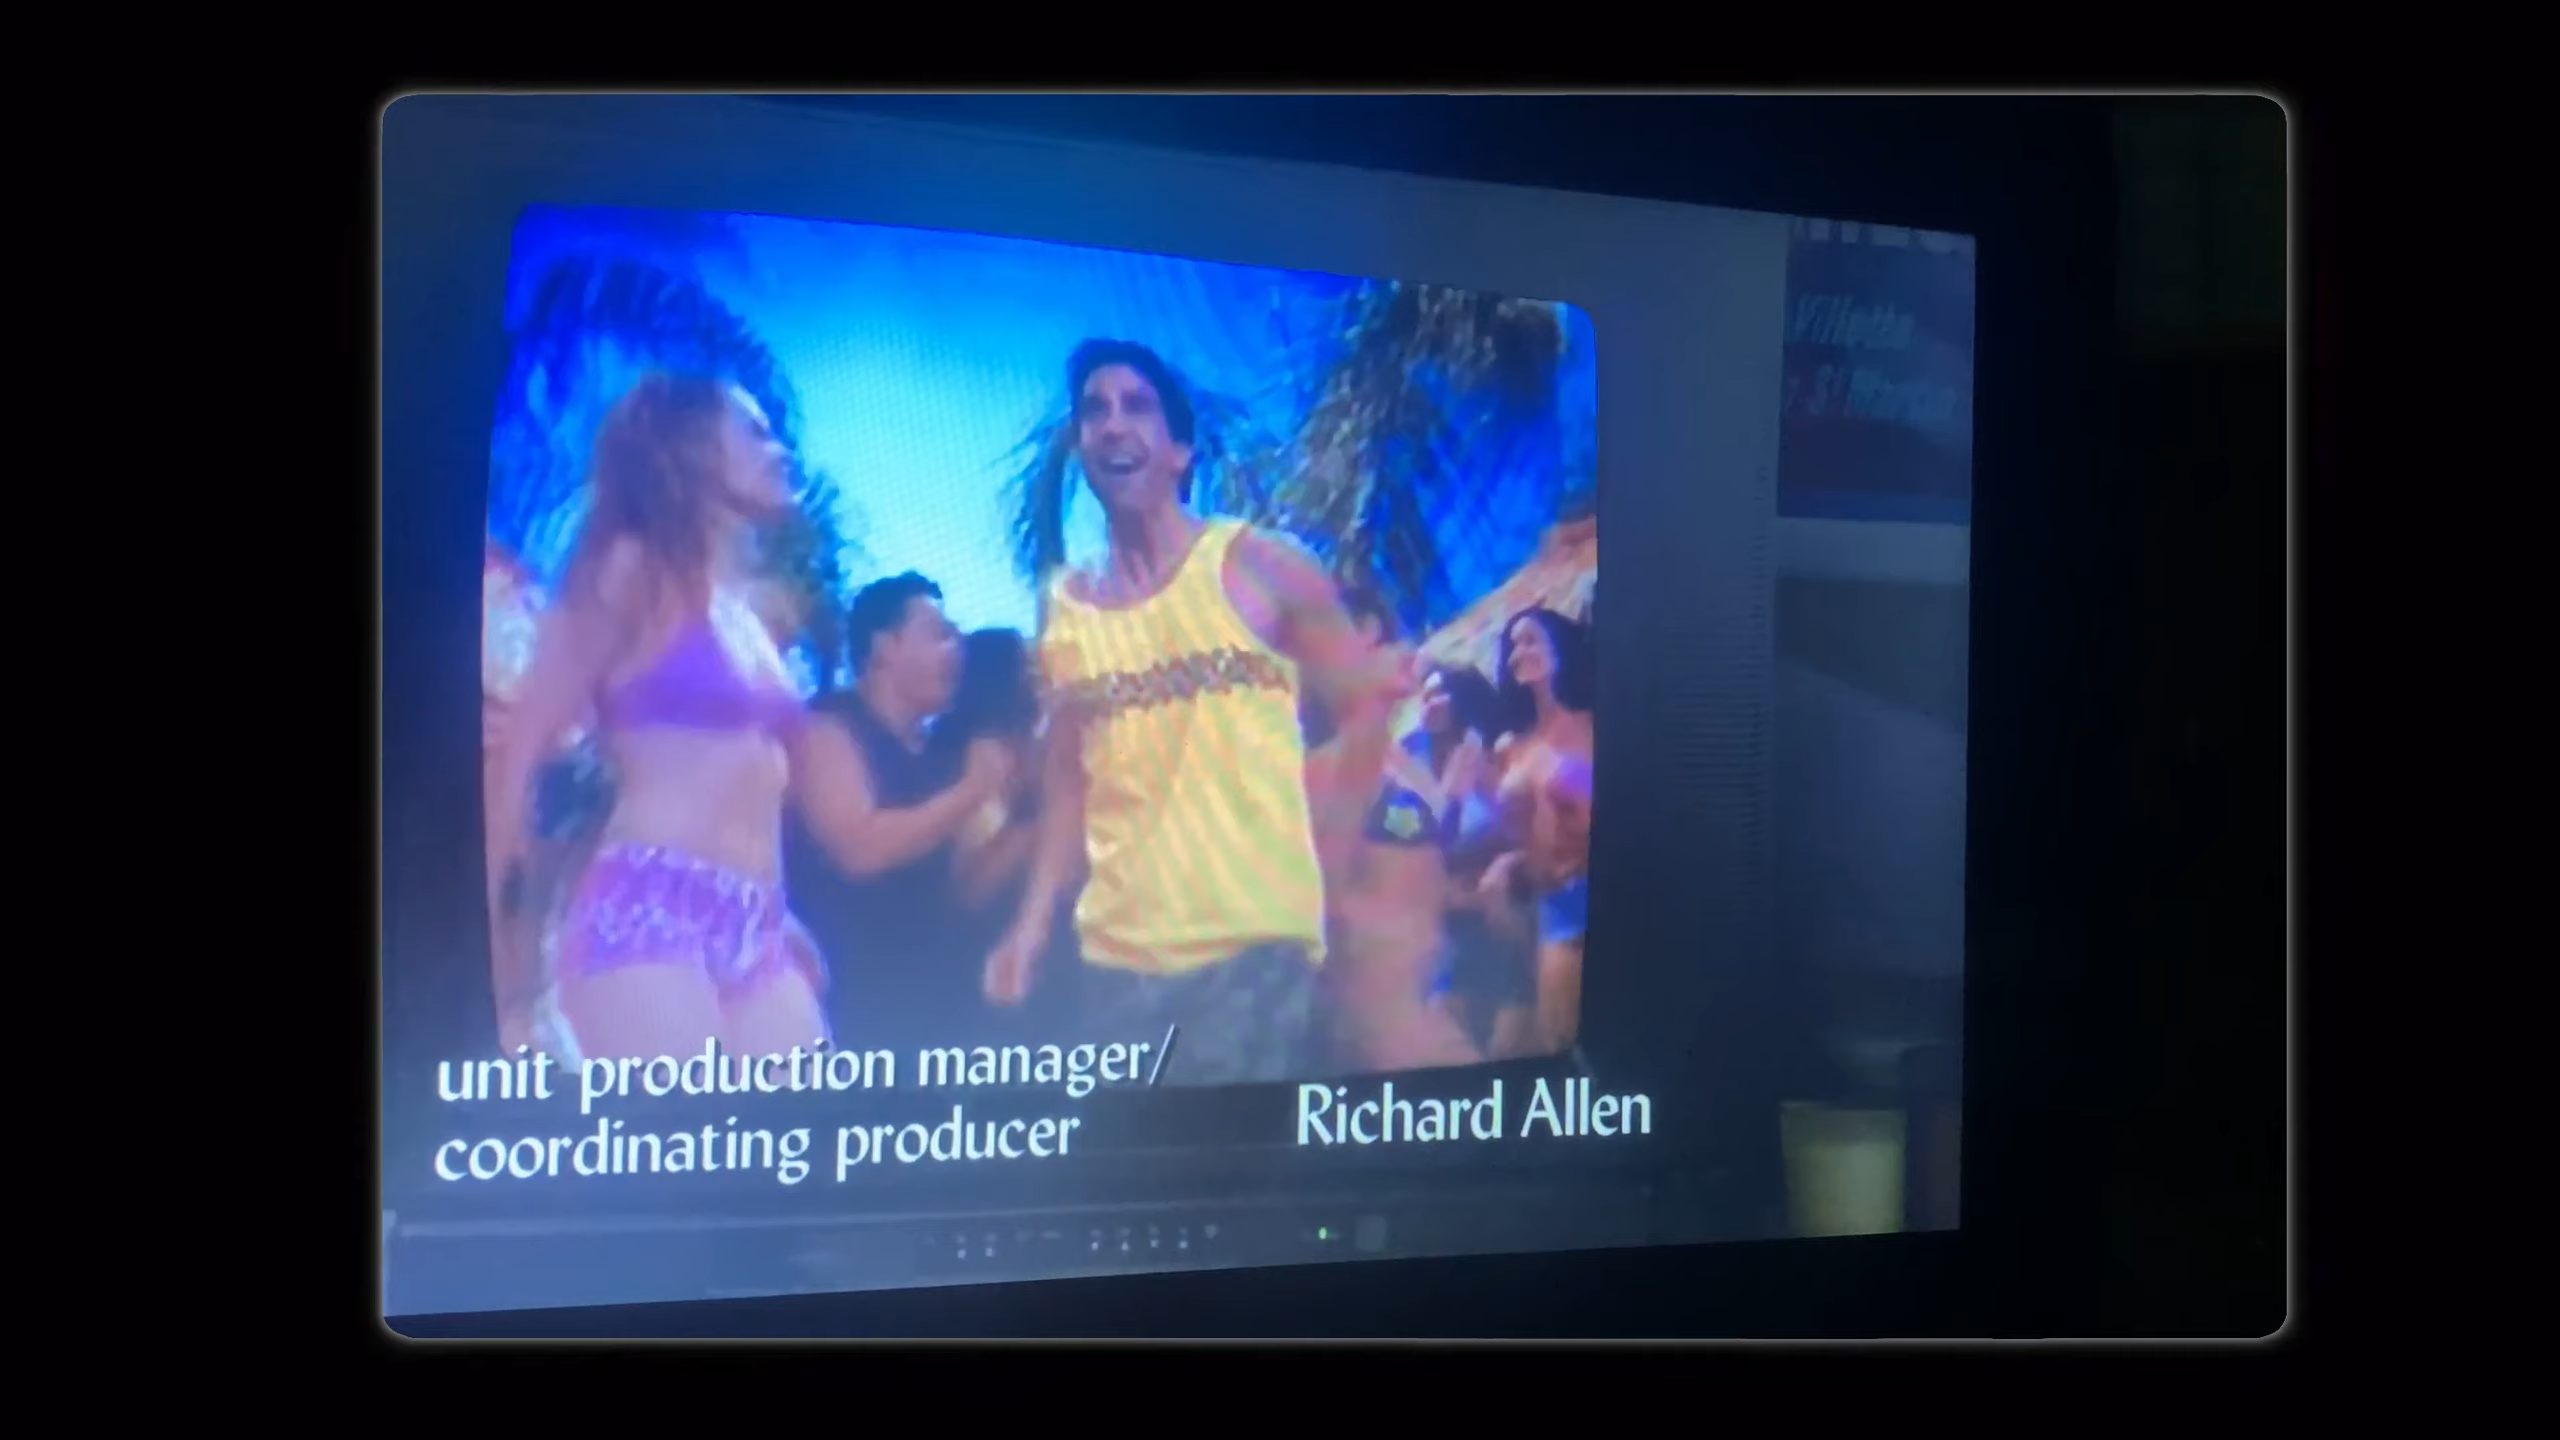 unit production manager/
coordinating producer
Richard Allen